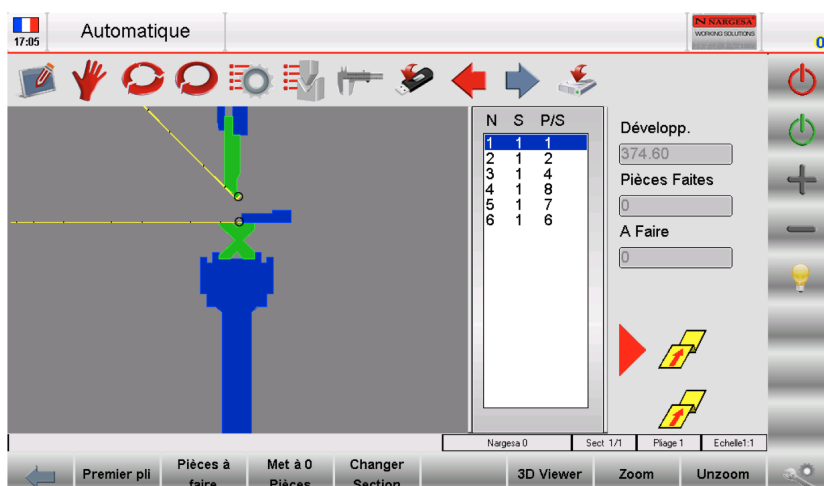 Automatique
17:05
N NARGESA
WORKING SOLUTIONS
0
N S P/S
1 1 1
2 1 2
3 1 4
4 1 8
5 1 7
6 1 6
Développ.
374.60
Pièces Faites
0
A Faire
0
Nargesa 0 Sect 1/1 Pliage 1 Echelle1:1
Premier pli
Pièces à
faire
Met à 0
Pièces
Changer
Section
3D Viewer
Zoom
Unzoom